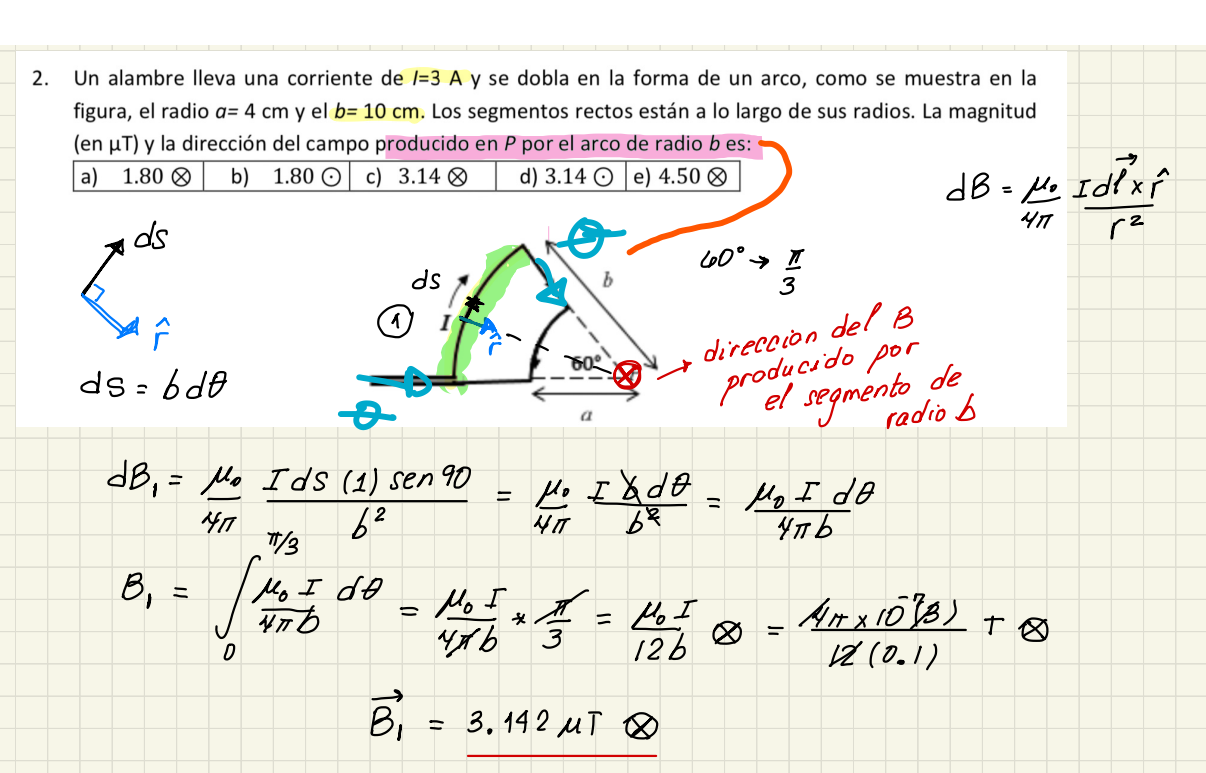 2. Un alambre lleva una corriente de I=3 A y se dobla en la forma de un arco, como se muestra en la
figura, el radio a= 4 cm y el b= 10 cm. Los segmentos rectos están a lo largo de sus radios. La magnitud
(en μT) y la dirección del campo producido en P por el arco de radio b es:
a) 1.80 ⊗ b) 1.80 ⊙ c) 3.14 ⊗ d) 3.14 ⊙ e) 4.50 ⊗
dB = μ₀/4π I dl⃗ x r̂ / r²
ds
r̂
ds = b dθ
ds
1
I
r̂
b
60°
a
60° → π/3
→ dirección del B
producido por
el segmento de
radio b
dB₁ = μ₀/4π I ds (1) sen 90 / b² = μ₀/4π I b dθ / b² = μ₀ I dθ / 4π b
B₁ = ∫₀^π/3 μ₀ I / 4π b dθ = μ₀ I / 4π b * π/3 = μ₀ I / 12 b ⊗ = 4π x 10⁻⁷(3) / 12 (0.1) T ⊗
B⃗₁ = 3.142 μT ⊗